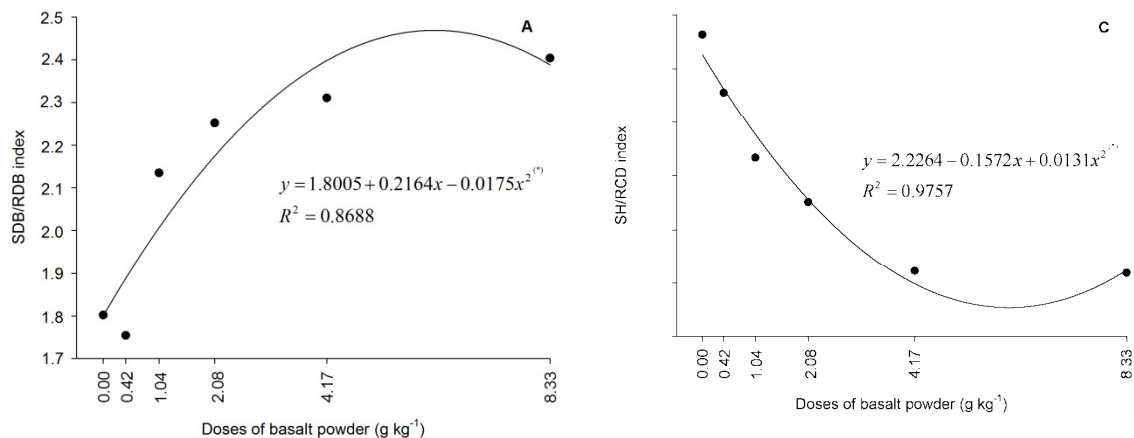 A
SDB/RDB index
2.5
2.4
2.3
2.2
2.1
2.0
1.9
1.8
1.7
y = 1.8005 + 0.2164x − 0.0175x² (*)
R² = 0.8688
0.00
0.42
1.04
2.08
4.17
8.33
Doses of basalt powder (g kg⁻¹)
C
SH/RCD index
y = 2.2264 − 0.1572x + 0.0131x² (*)
R² = 0.9757
0.00
0.42
1.04
2.08
4.17
8.33
Doses of basalt powder (g kg⁻¹)